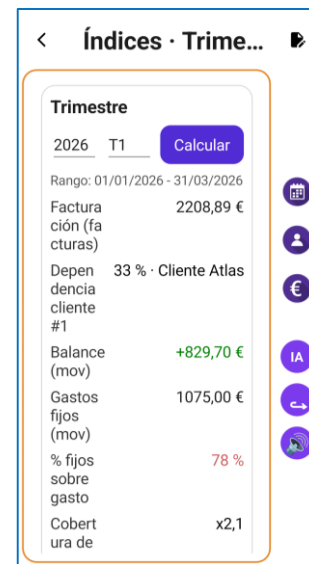 Índices · Trime...
Trimestre
2026 T1 Calcular
Rango: 01/01/2026 - 31/03/2026
Factura 2208,89 €
ción (fa
cturas)
Depen 33 % · Cliente Atlas
dencia
cliente
#1
Balance +829,70 €
(mov)
Gastos 1075,00 €
fijos
(mov)
% fijos 78 %
sobre
gasto
Cobert x2,1
ura de
€
IA